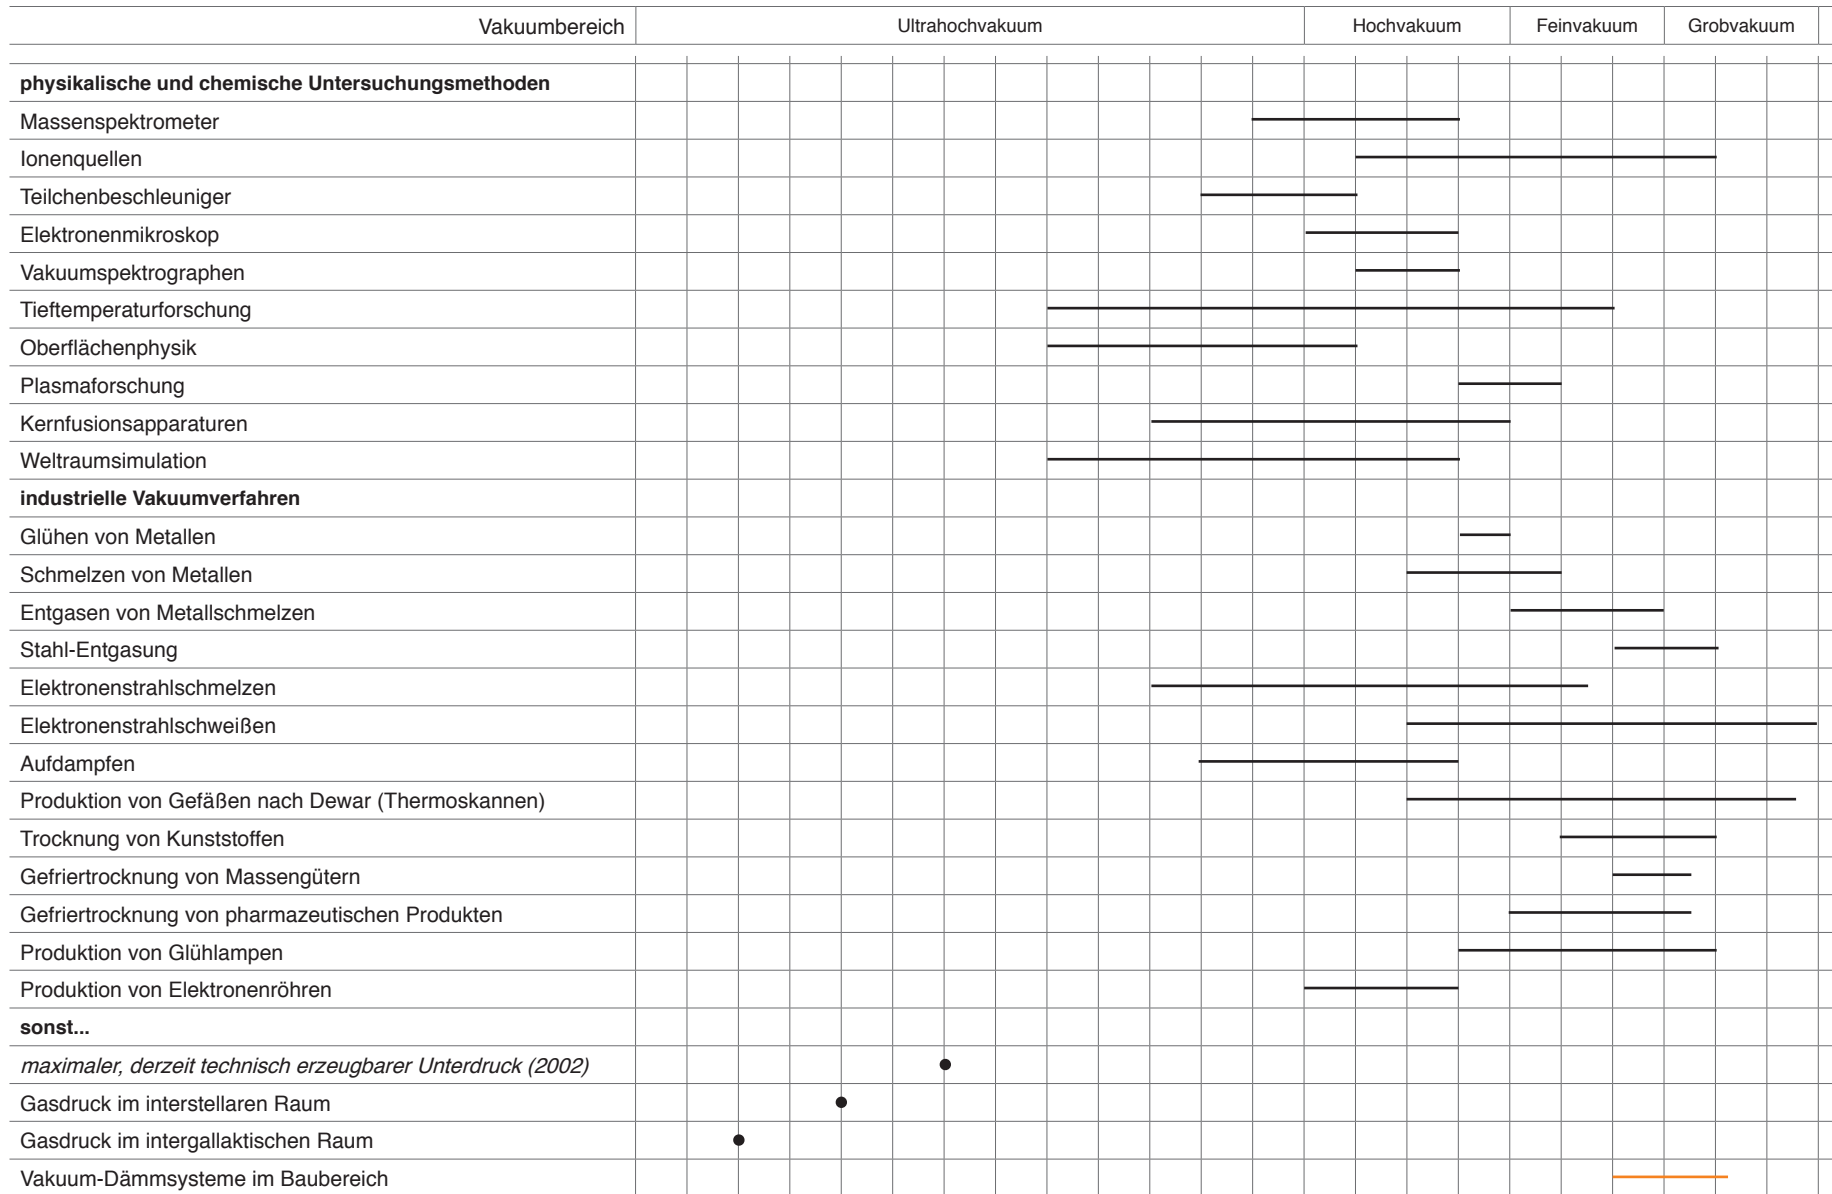 Vakuumbereich Ultrahochvakuum Hochvakuum Feinvakuum Grobvakuum
physikalische und chemische Untersuchungsmethoden
Massenspektrometer
Ionenquellen
Teilchenbeschleuniger
Elektronenmikroskop
Vakuumspektrographen
Tieftemperaturforschung
Oberflächenphysik
Plasmaforschung
Kernfusionsapparaturen
Weltraumsimulation
industrielle Vakuumverfahren
Glühen von Metallen
Schmelzen von Metallen
Entgasen von Metallschmelzen
Stahl-Entgasung
Elektronenstrahlschmelzen
Elektronenstrahlschweißen
Aufdampfen
Produktion von Gefäßen nach Dewar (Thermoskannen)
Trocknung von Kunststoffen
Gefriertrocknung von Massengütern
Gefriertrocknung von pharmazeutischen Produkten
Produktion von Glühlampen
Produktion von Elektronenröhren
sonst...
maximaler, derzeit technisch erzeugbarer Unterdruck (2002)
Gasdruck im interstellaren Raum
Gasdruck im intergallaktischen Raum
Vakuum-Dämmsysteme im Baubereich